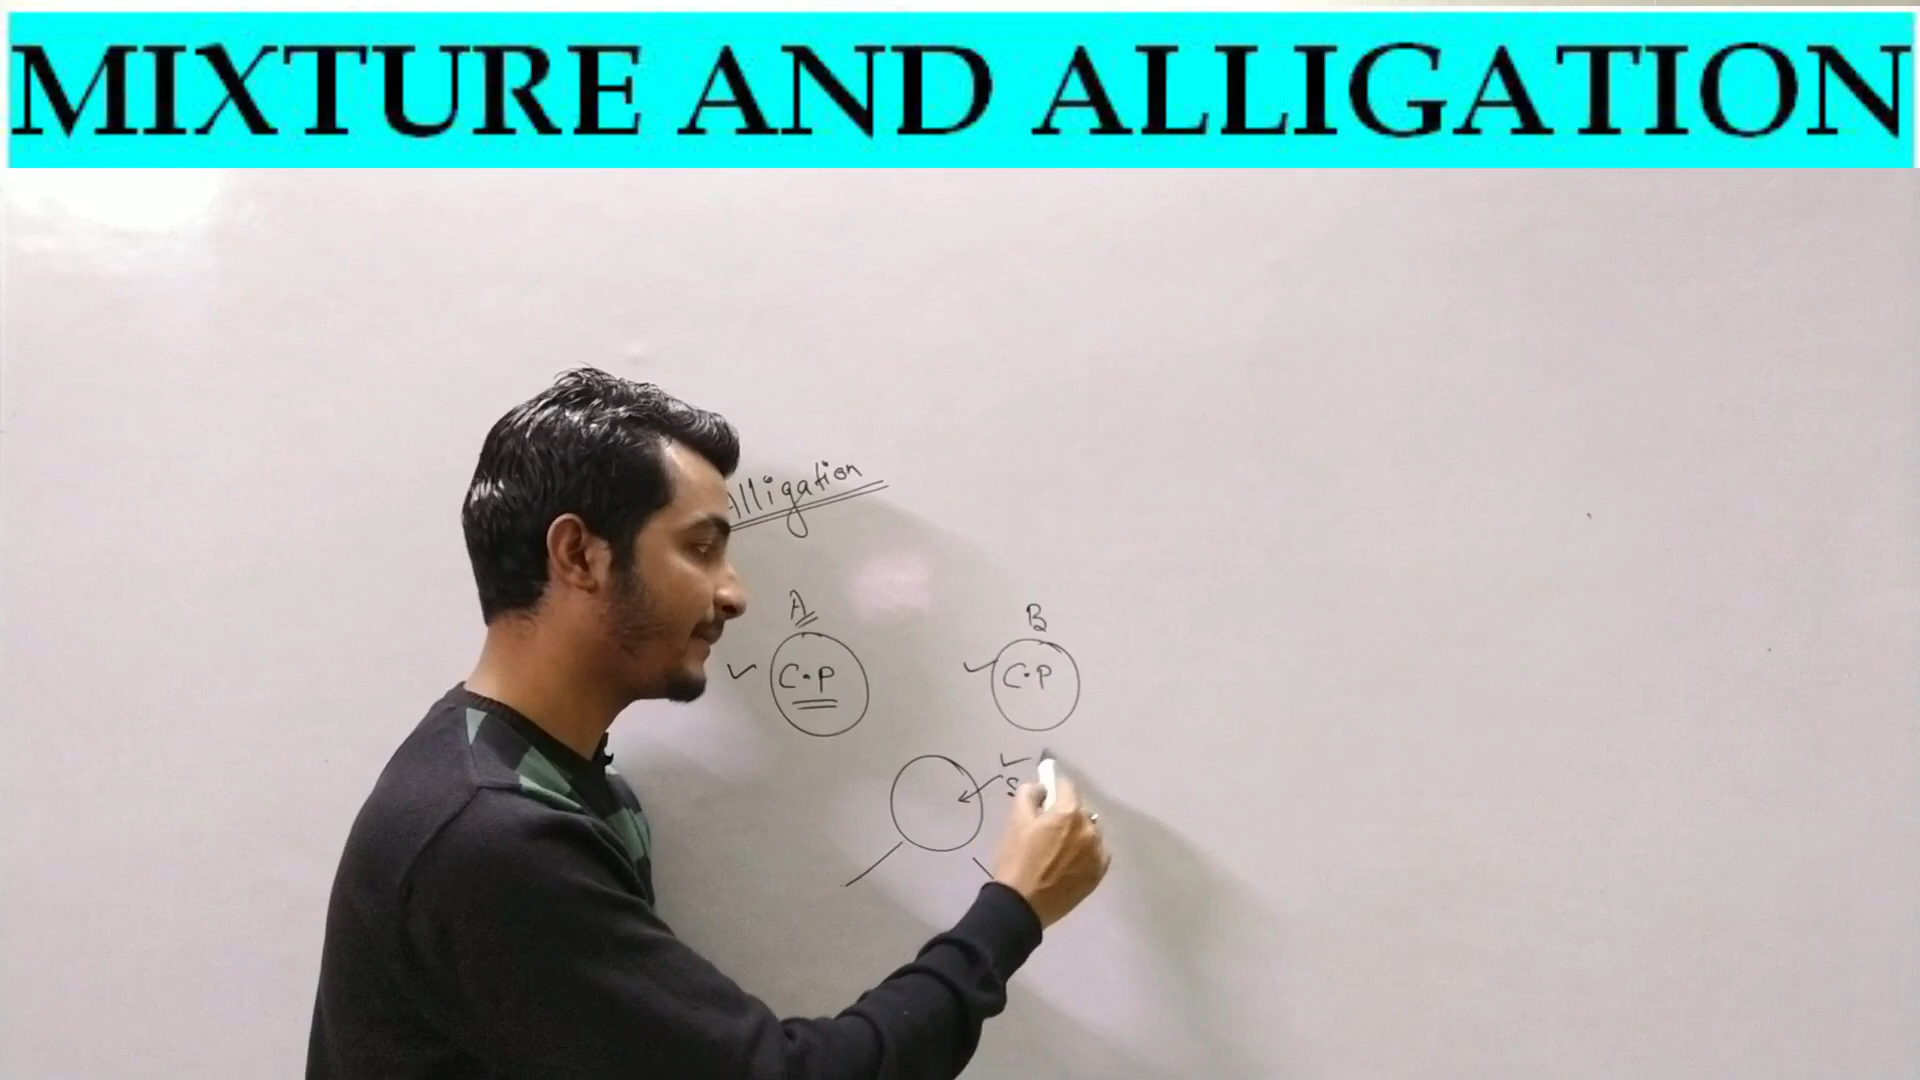 MIXTURE AND ALLIGATION
Alligation
A B
C.P C.P
S